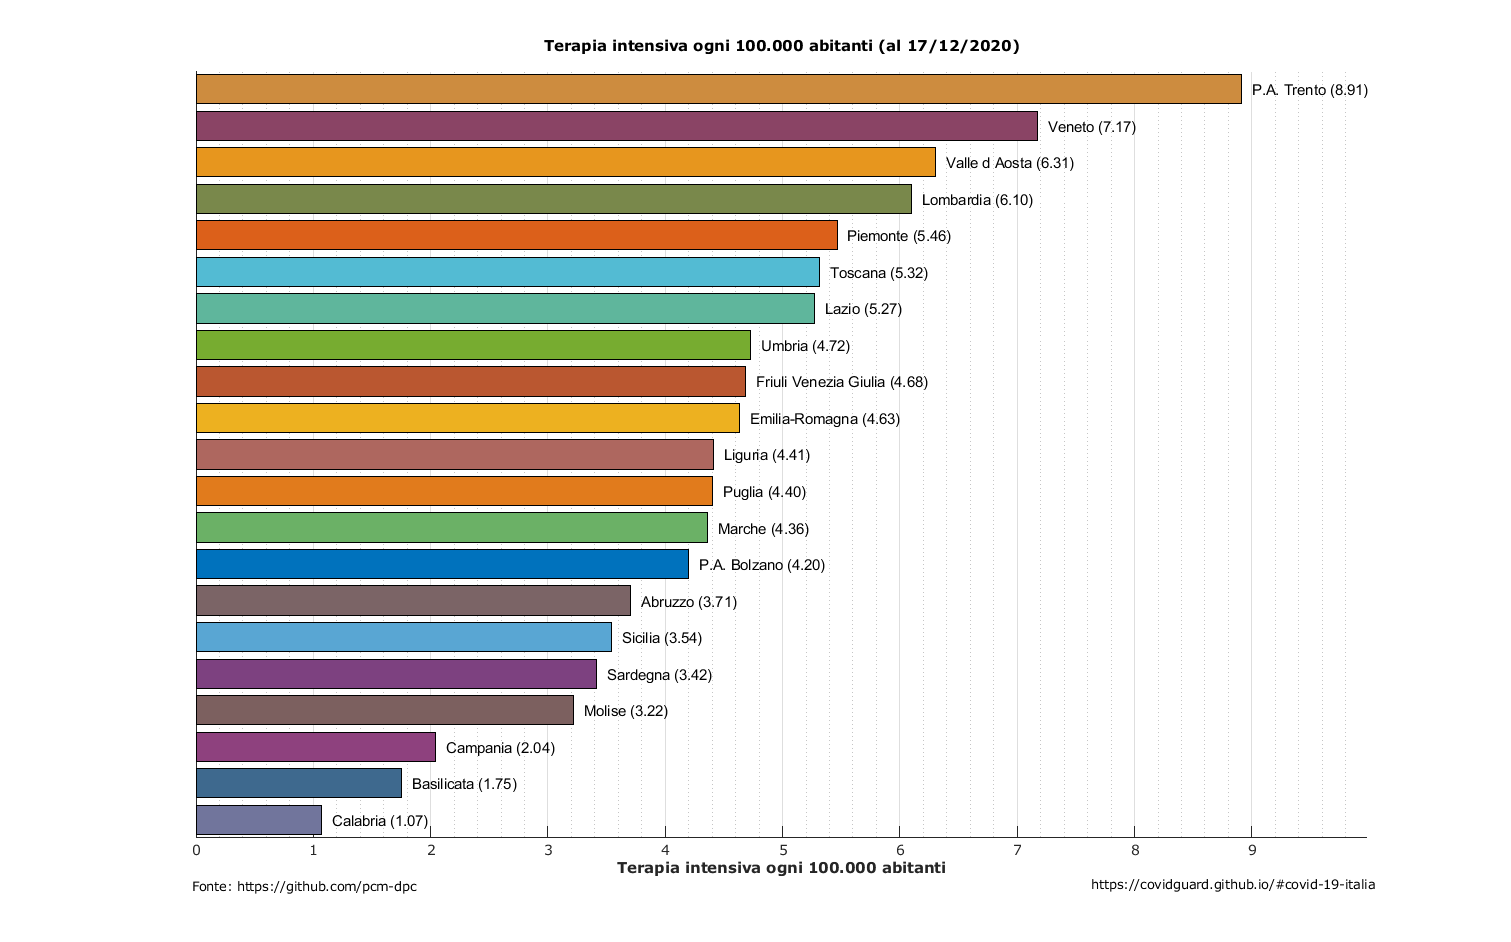 Terapia intensiva ogni 100.000 abitanti (al 17/12/2020)
P.A. Trento (8.91)
Veneto (7.17)
Valle d Aosta (6.31)
Lombardia (6.10)
Piemonte (5.46)
Toscana (5.32)
Lazio (5.27)
Umbria (4.72)
Friuli Venezia Giulia (4.68)
Emilia-Romagna (4.63)
Liguria (4.41)
Puglia (4.40)
Marche (4.36)
P.A. Bolzano (4.20)
Abruzzo (3.71)
Sicilia (3.54)
Sardegna (3.42)
Molise (3.22)
Campania (2.04)
Basilicata (1.75)
Calabria (1.07)
0 1 2 3 4 5 6 7 8 9
Terapia intensiva ogni 100.000 abitanti
Fonte: https://github.com/pcm-dpc
https://covidguard.github.io/#covid-19-italia